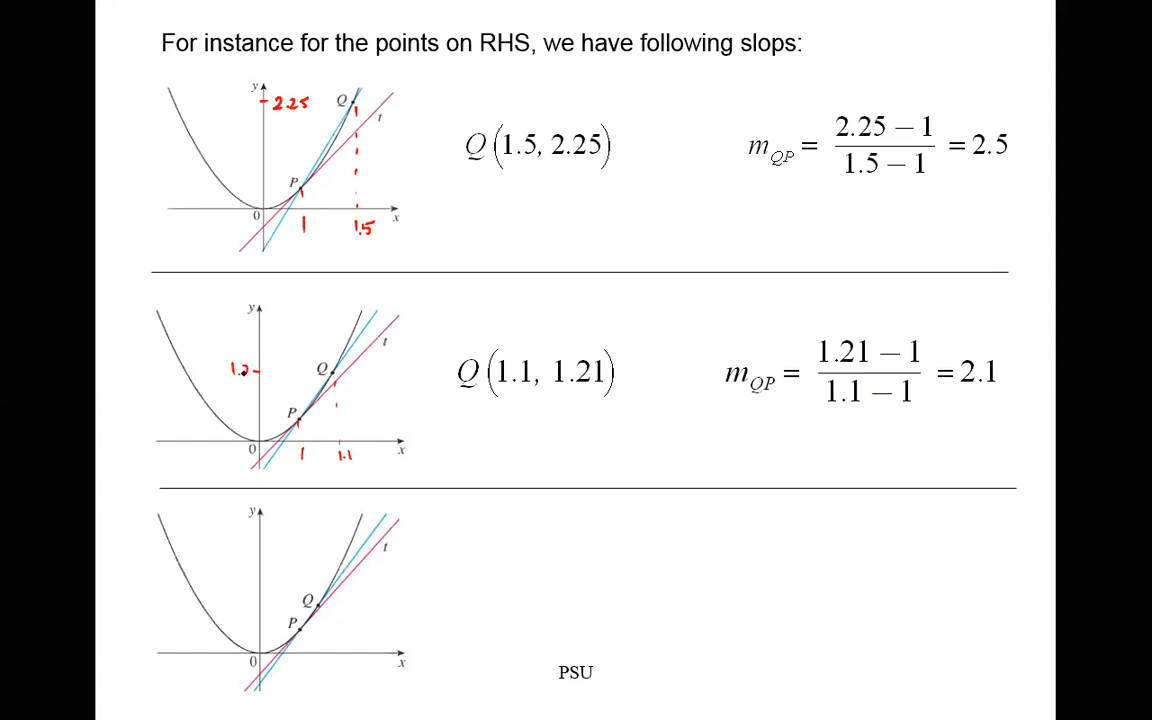 For instance for the points on RHS, we have following slops:
y
2.25
Q
t
P
0
1
1.5
x
Q(1.5, 2.25)
m_QP = (2.25 − 1)/(1.5 − 1) = 2.5
y
Q
t
P
0
1
1.1
x
Q(1.1, 1.21)
m_QP = (1.21 − 1)/(1.1 − 1) = 2.1
y
t
Q
P
0
x
PSU